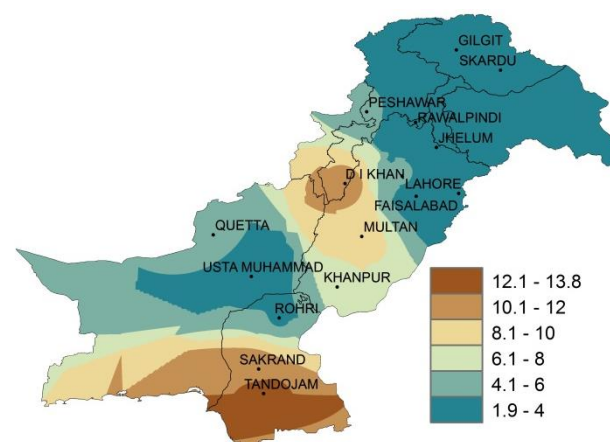 GILGIT
SKARDU
PESHAWAR
RAWALPINDI
JHELUM
D I KHAN
LAHORE
FAISALABAD
QUETTA
MULTAN
USTA MUHAMMAD
KHANPUR
ROHRI
SAKRAND
TANDOJAM
12.1 - 13.8
10.1 - 12
8.1 - 10
6.1 - 8
4.1 - 6
1.9 - 4